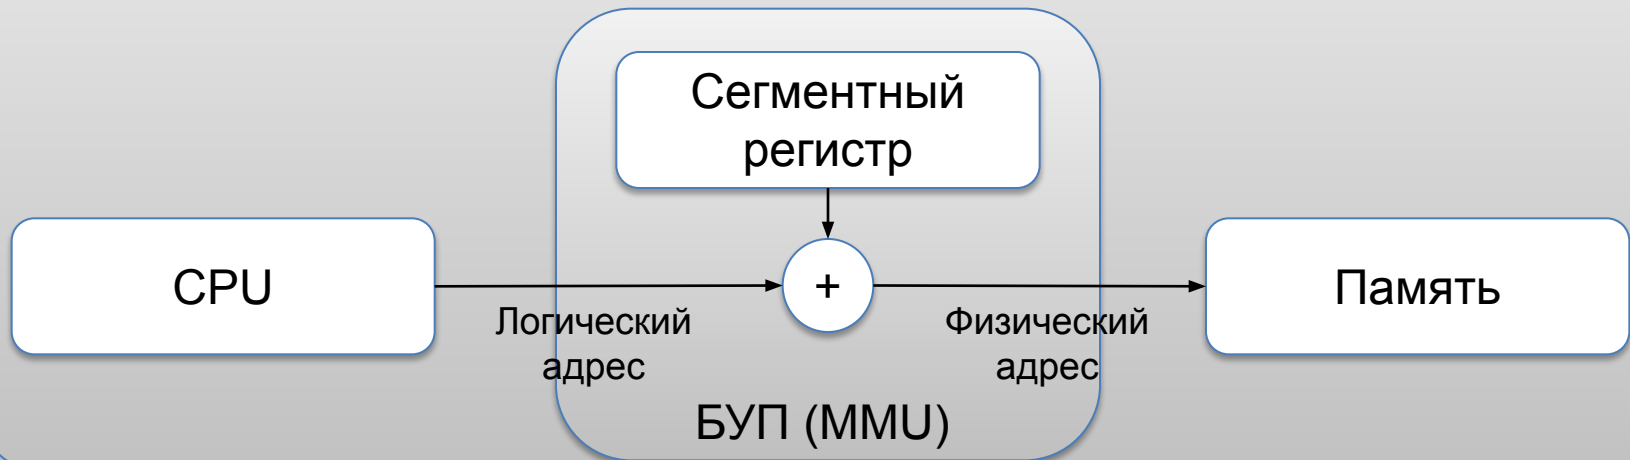 Сегментный
регистр
CPU
+
Память
Логический
адрес
Физический
адрес
БУП (MMU)